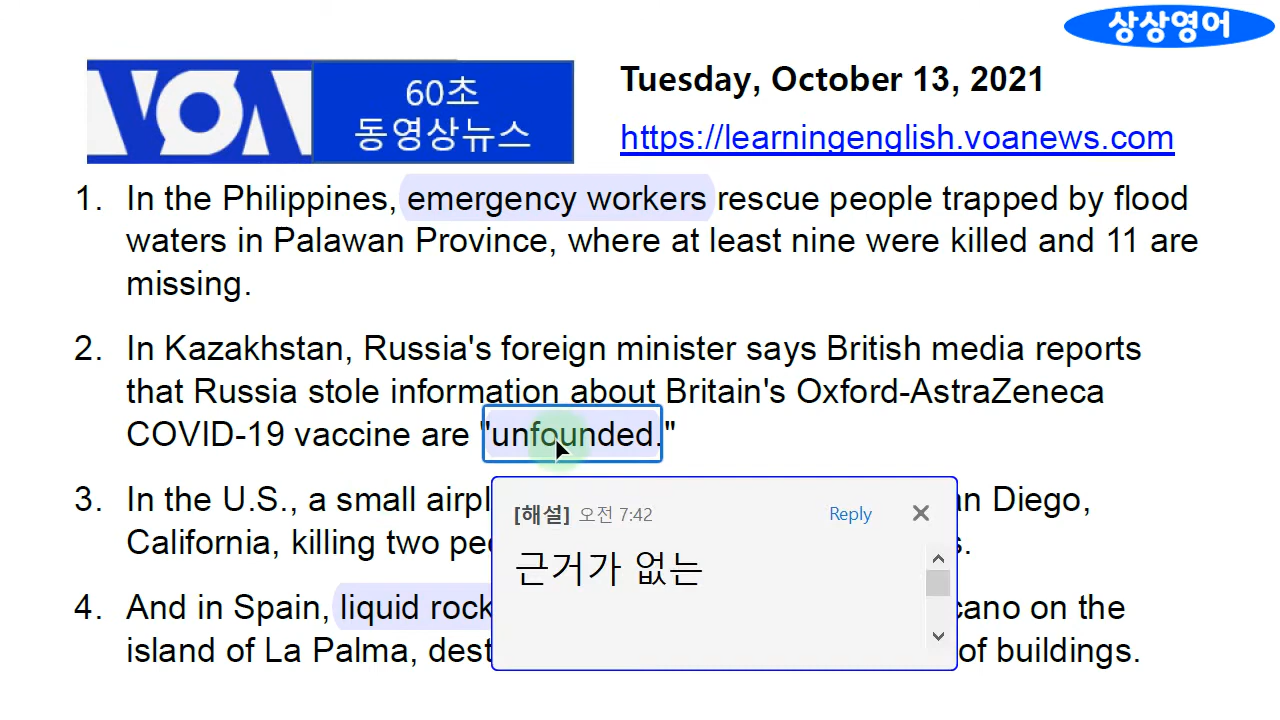 상상영어
VOA
60초
동영상뉴스
Tuesday, October 13, 2021
https://learningenglish.voanews.com
1. In the Philippines, emergency workers rescue people trapped by flood
waters in Palawan Province, where at least nine were killed and 11 are
missing.
2. In Kazakhstan, Russia's foreign minister says British media reports
that Russia stole information about Britain's Oxford-AstraZeneca
COVID-19 vaccine are "unfounded."
3. In the U.S., a small airpl an Diego,
California, killing two pe s.
4. And in Spain, liquid rock cano on the
island of La Palma, dest of buildings.
[해설] 오전 7:42 Reply
근거가 없는